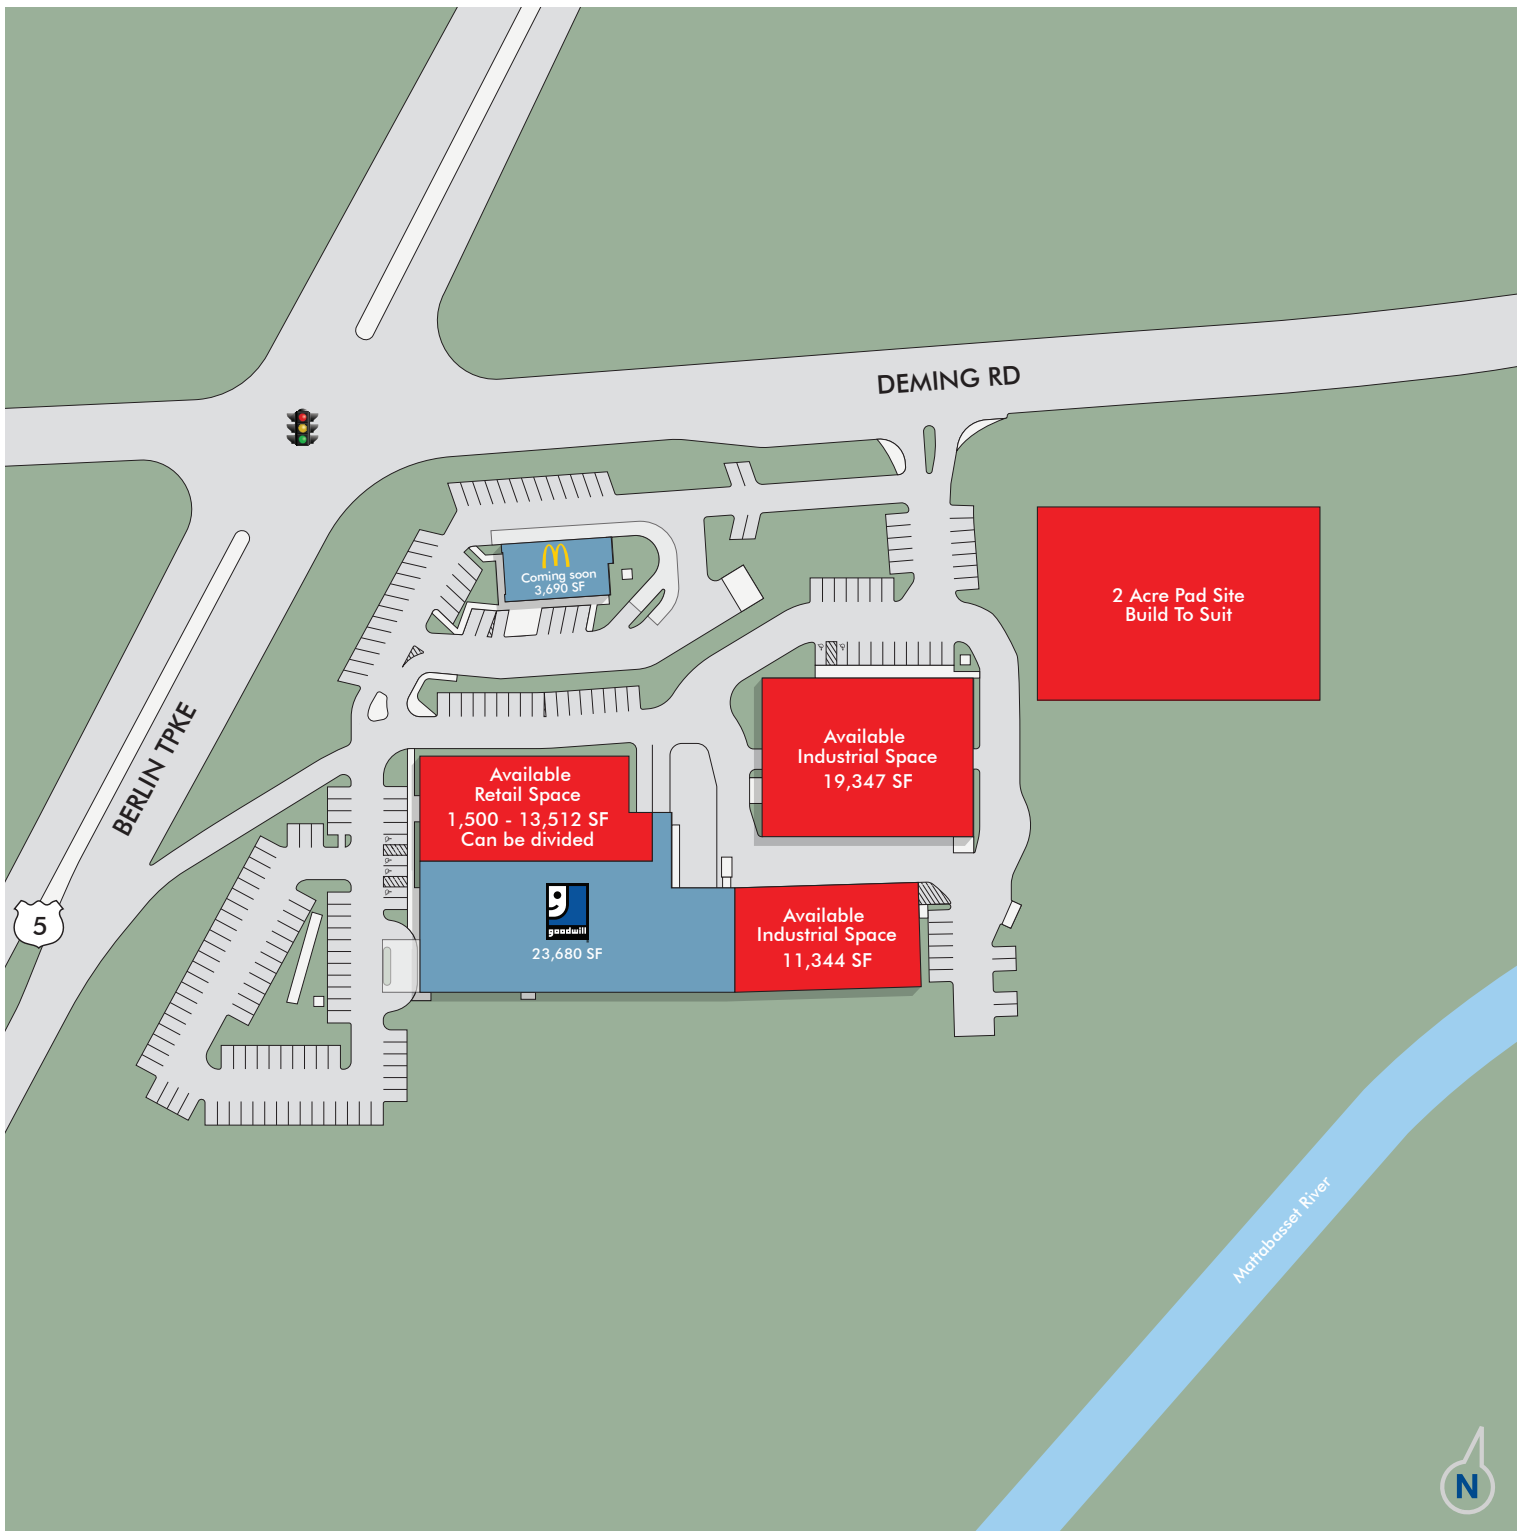 DEMING RD
Coming soon
3,690 SF
2 Acre Pad Site
Build To Suit
BERLIN TPKE
Available
Industrial Space
19,347 SF
Available
Retail Space
1,500 - 13,512 SF
Can be divided
goodwill
23,680 SF
Available
Industrial Space
11,344 SF
5
Mattabasset River
N